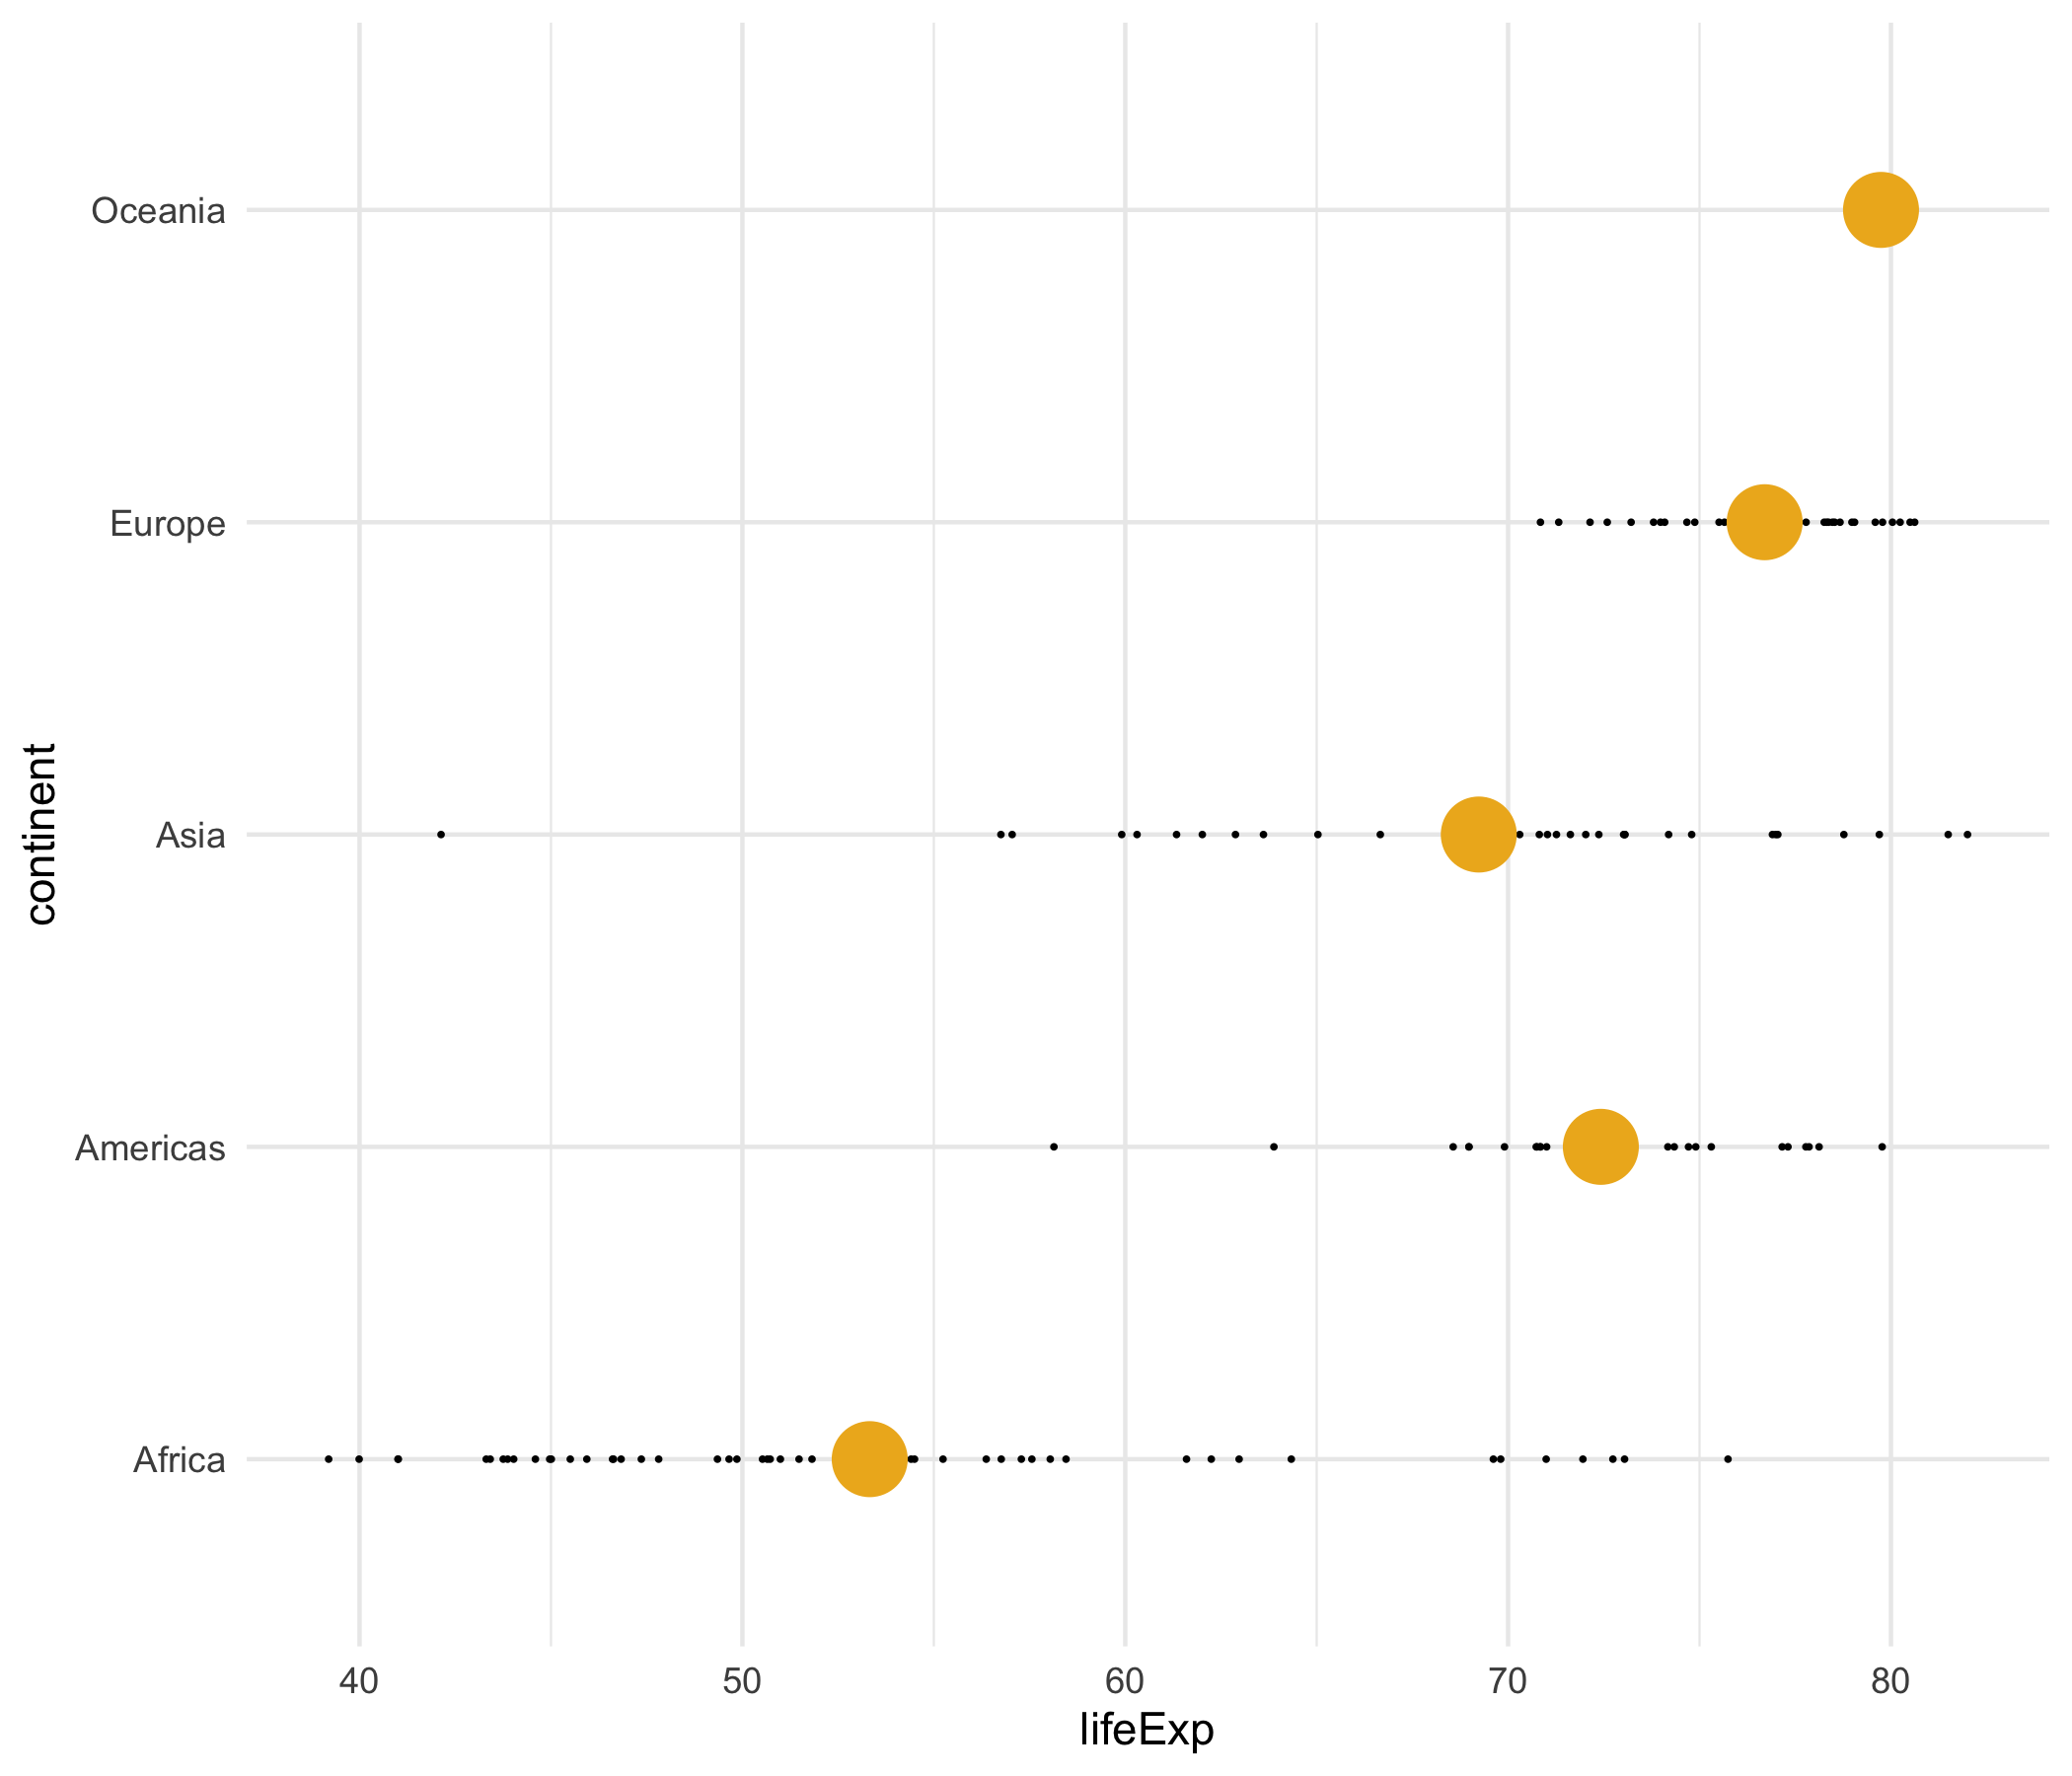 Oceania
Europe
Asia
Americas
Africa
continent
40 50 60 70 80
lifeExp